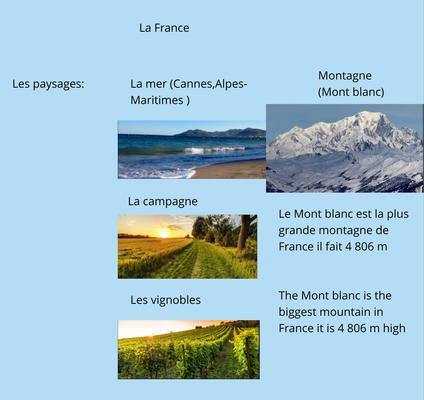 La France
Les paysages:
La mer (Cannes,Alpes-
Maritimes )
Montagne
(Mont blanc)
La campagne
Le Mont blanc est la plus
grande montagne de
France il fait 4 806 m
Les vignobles
The Mont blanc is the
biggest mountain in
France it is 4 806 m high